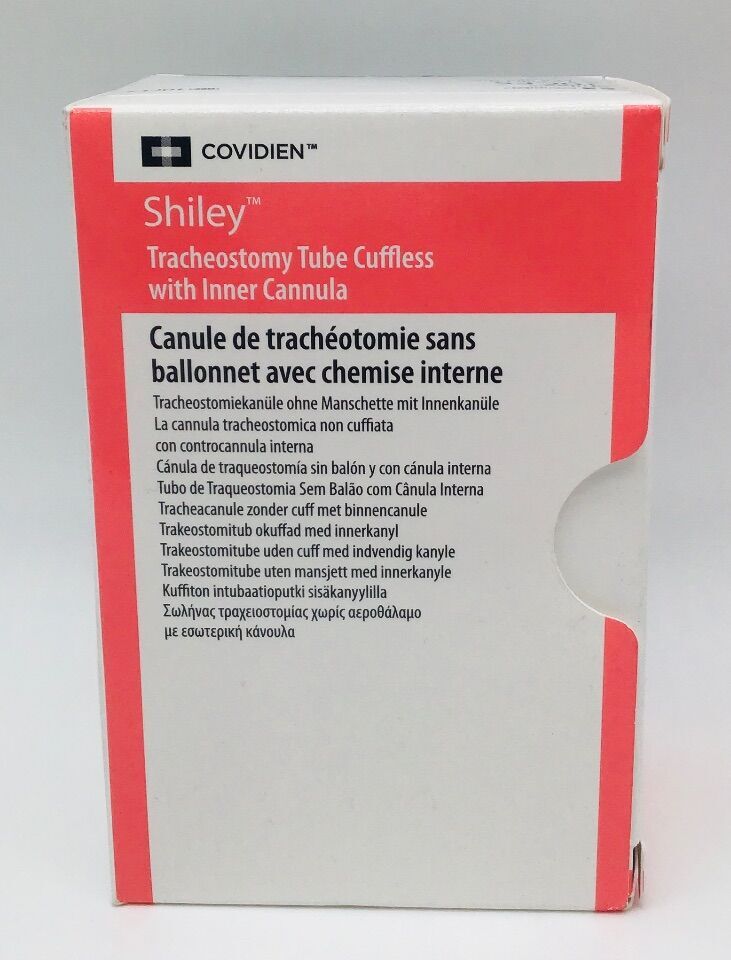 COVIDIEN™
Shiley™
Tracheostomy Tube Cuffless
with Inner Cannula
Canule de trachéotomie sans
ballonnet avec chemise interne
Tracheostomiekanüle ohne Manschette mit Innenkanüle
La cannula tracheostomica non cuffiata
con controcannula interna
Cánula de traqueostomía sin balón y con cánula interna
Tubo de Traqueostomia Sem Balão com Cânula Interna
Tracheacanule zonder cuff met binnencanule
Trakeostomitub okuffad med innerkanyl
Trakeostomitube uden cuff med indvendig kanyle
Trakeostomitube uten mansjett med innerkanyle
Kuffiton intubaatioputki sisäkanyylilla
Σωλήνας τραχειοστομίας χωρίς αεροθάλαμο
με εσωτερική κάνουλα